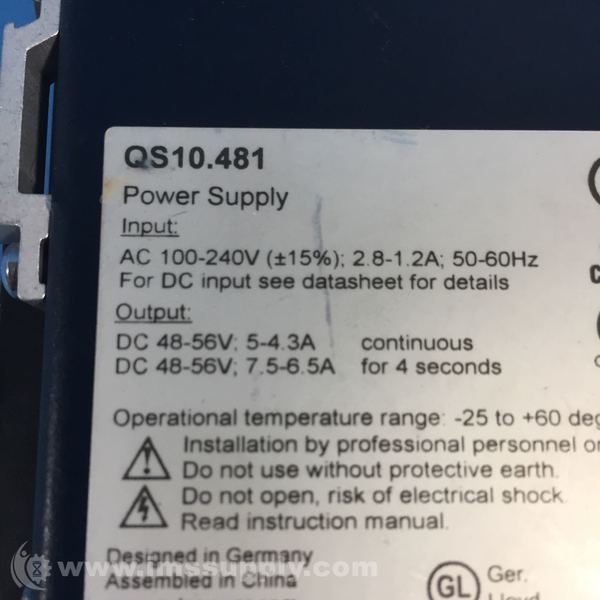 QS10.481
Power Supply
Input:
AC 100-240V (±15%); 2.8-1.2A; 50-60Hz
For DC input see datasheet for details
Output:
DC 48-56V; 5-4.3A continuous
DC 48-56V; 7.5-6.5A for 4 seconds
Operational temperature range: -25 to +60 deg
Installation by professional personnel on
Do not use without protective earth.
Do not open, risk of electrical shock.
Read instruction manual.
Designed in Germany
Assembled in China
www.imssupply.com
GL Ger.
Lloyd